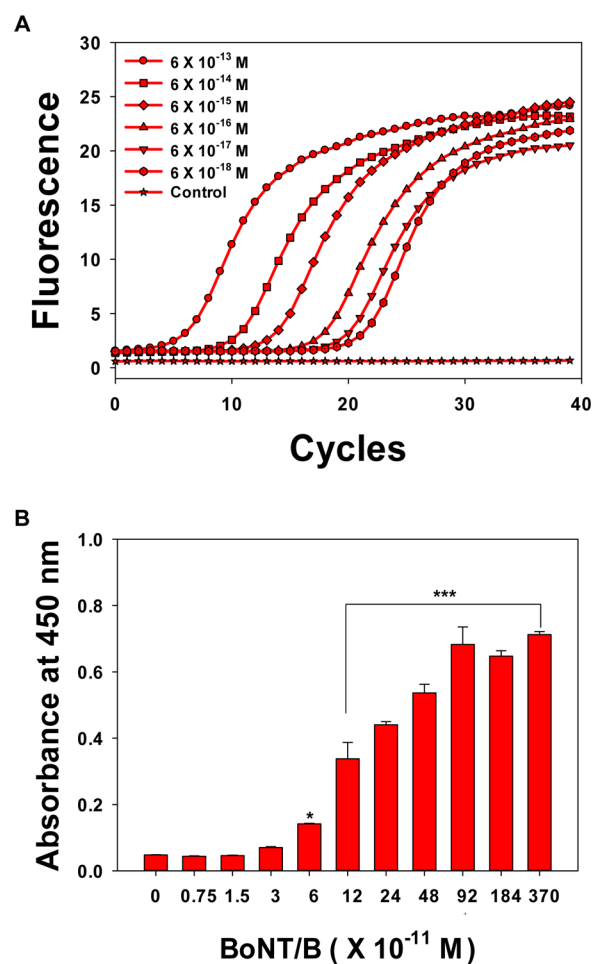 A
30
25
20
15
10
5
0
Fluorescence
6 X 10⁻¹³ M
6 X 10⁻¹⁴ M
6 X 10⁻¹⁵ M
6 X 10⁻¹⁶ M
6 X 10⁻¹⁷ M
6 X 10⁻¹⁸ M
Control
0 10 20 30 40
Cycles
B
1.0
0.8
0.6
0.4
0.2
0.0
Absorbance at 450 nm
***
*
0 0.75 1.5 3 6 12 24 48 92 184 370
BoNT/B ( X 10⁻¹¹ M)